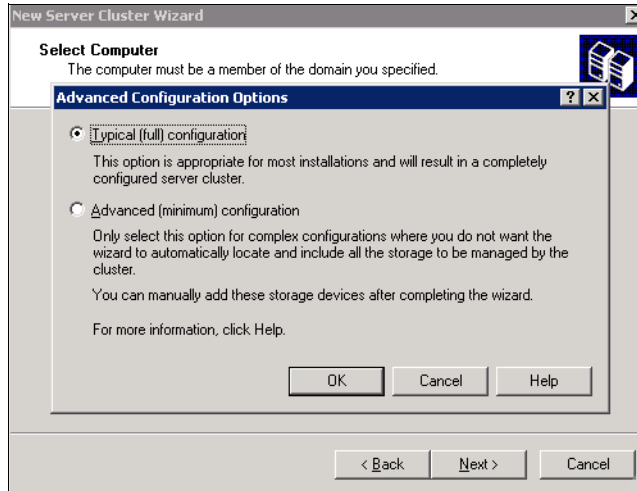 New Server Cluster Wizard
Select Computer
The computer must be a member of the domain you specified.
Advanced Configuration Options
Typical (full) configuration
This option is appropriate for most installations and will result in a completely
configured server cluster.
Advanced (minimum) configuration
Only select this option for complex configurations where you do not want the
wizard to automatically locate and include all the storage to be managed by the
cluster.
You can manually add these storage devices after completing the wizard.
For more information, click Help.
OK Cancel Help
< Back Next > Cancel